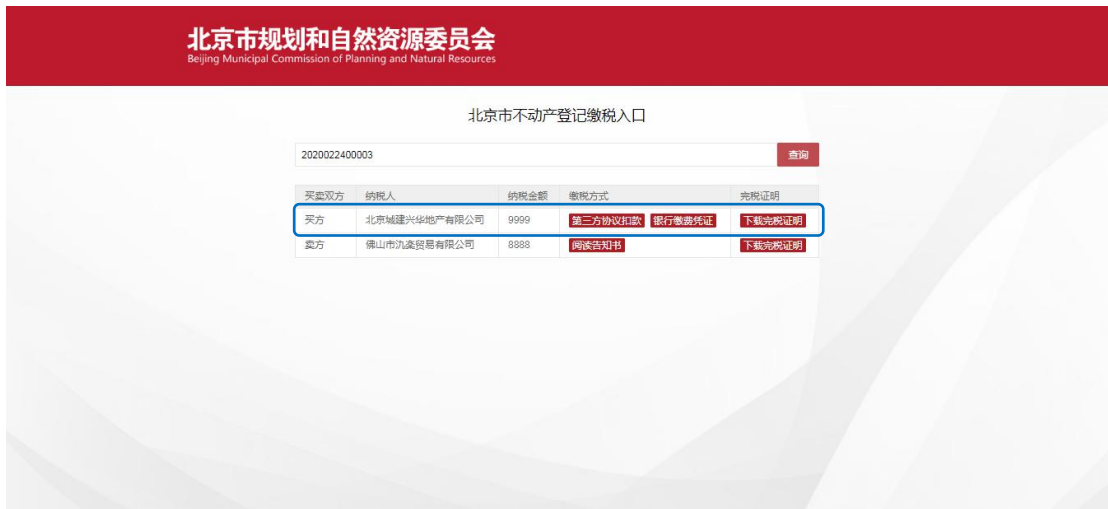 北京市规划和自然资源委员会
Beijing Municipal Commission of Planning and Natural Resources
北京市不动产登记缴税入口
2020022400003 查询
买卖双方 纳税人 纳税金额 缴税方式 完税证明
买方 北京城建兴华地产有限公司 9999 第三方协议扣款 银行缴费凭证 下载完税证明
卖方 佛山市氿骉贸易有限公司 8888 阅读告知书 下载完税证明